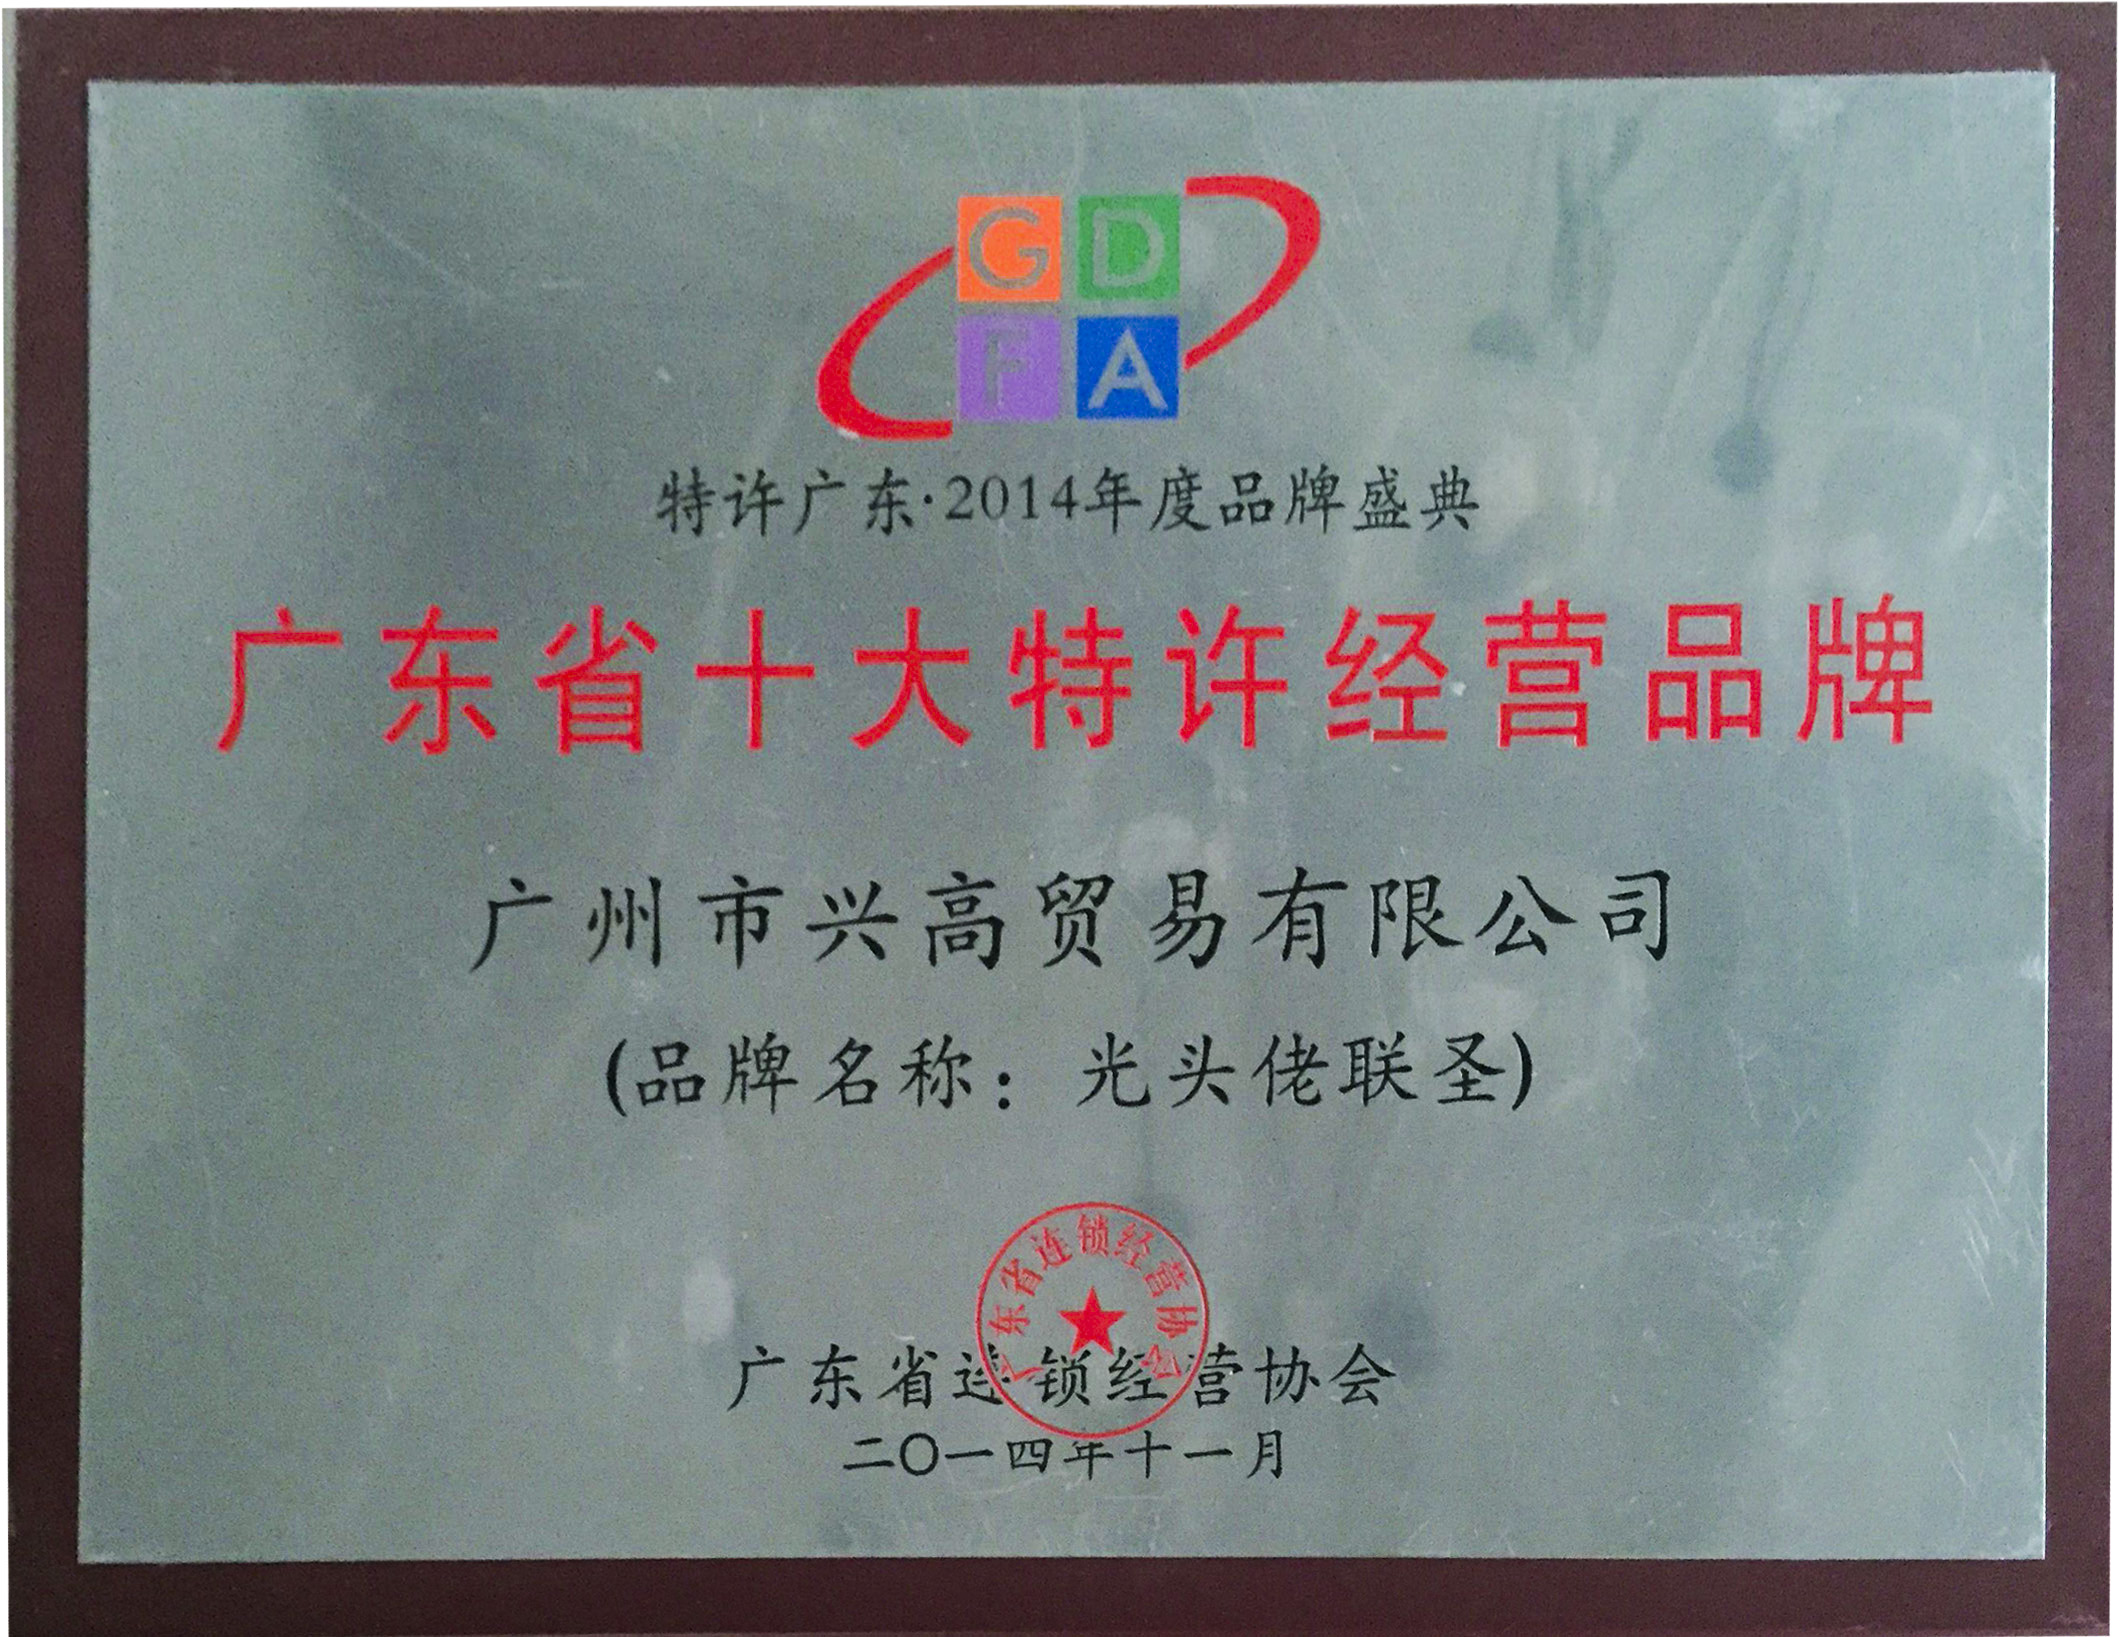 GD
FA
特许广东·2014年度品牌盛典
广东省十大特许经营品牌
广州市兴高贸易有限公司
(品牌名称：光头佬联圣)
广东省连锁经营协会
广东省连锁经营协会
二〇一四年十一月